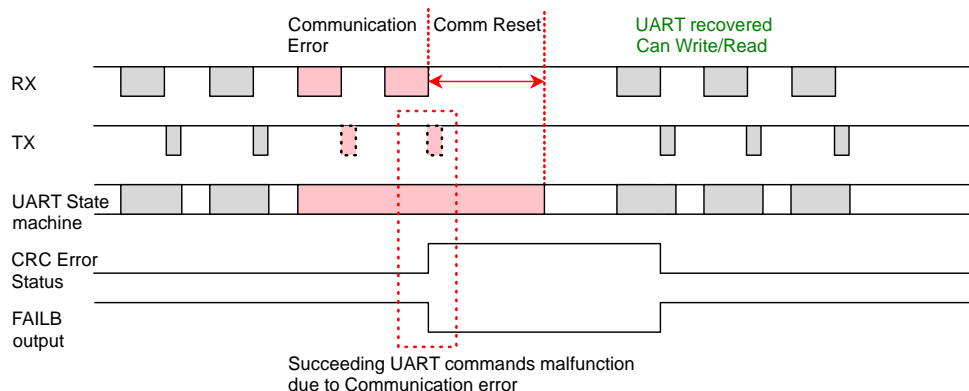 Communication
Error
Comm Reset
UART recovered
Can Write/Read
RX
TX
UART State
machine
CRC Error
Status
FAILB
output
Succeeding UART commands malfunction
due to Communication error